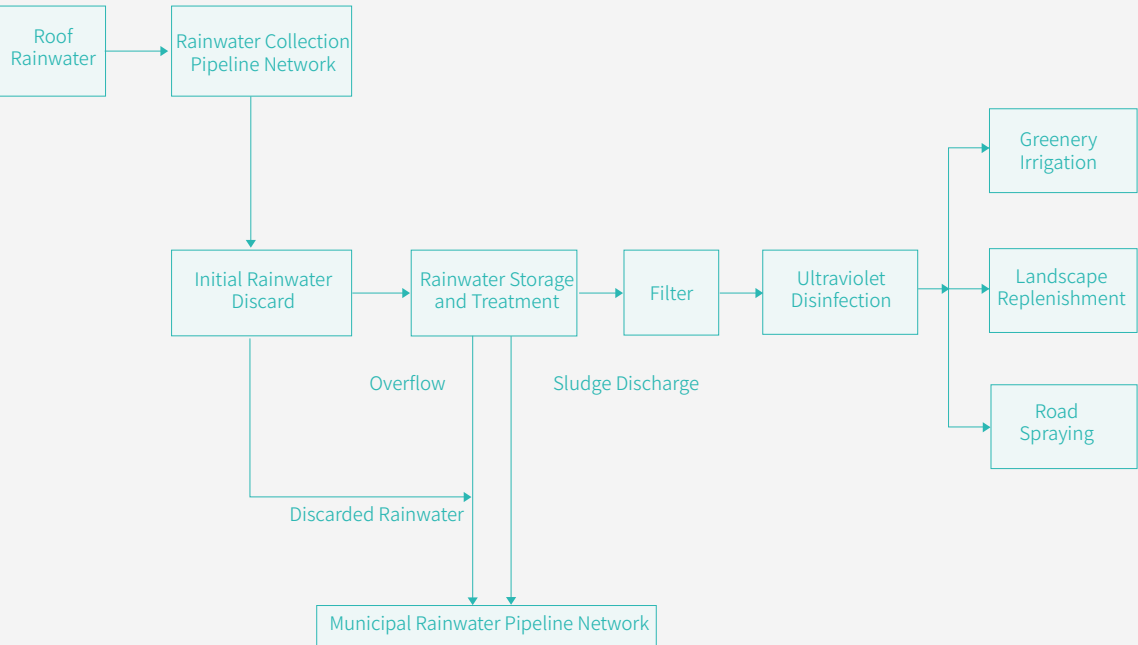 Roof
Rainwater
Rainwater Collection
Pipeline Network
Greenery
Irrigation
Initial Rainwater
Discard
Rainwater Storage
and Treatment
Filter
Ultraviolet
Disinfection
Landscape
Replenishment
Overflow
Sludge Discharge
Road
Spraying
Discarded Rainwater
Municipal Rainwater Pipeline Network